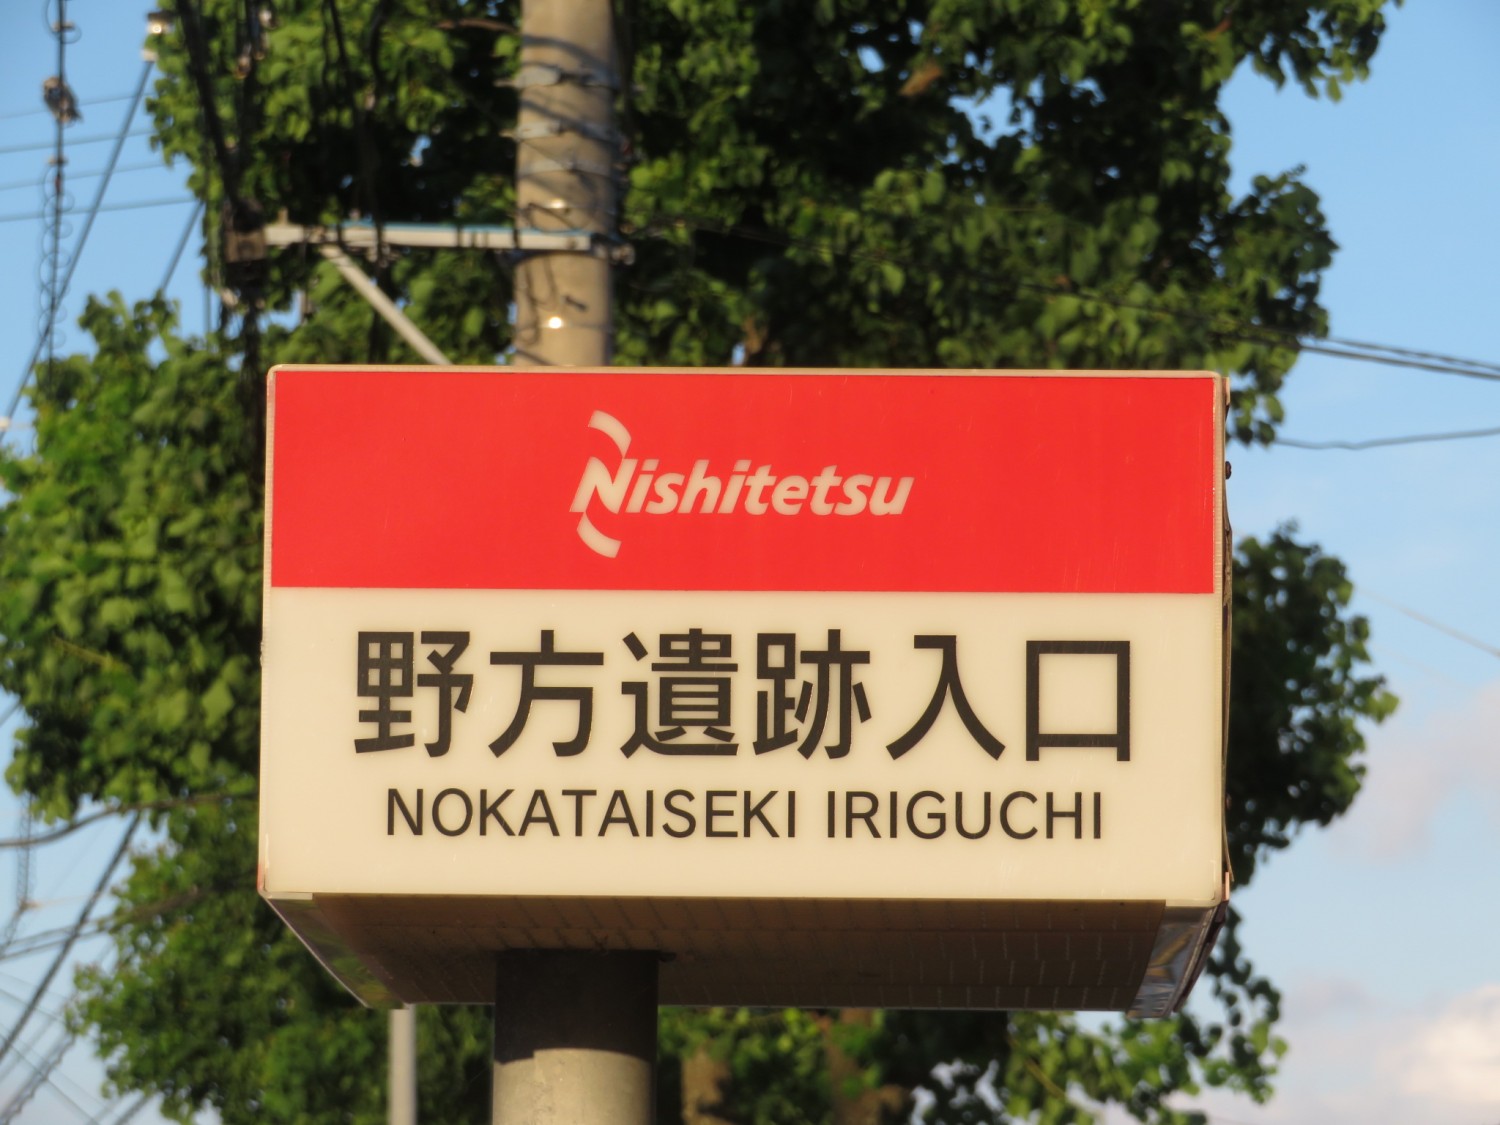 Nishitetsu
野方遺跡入口
NOKATAISEKI IRIGUCHI